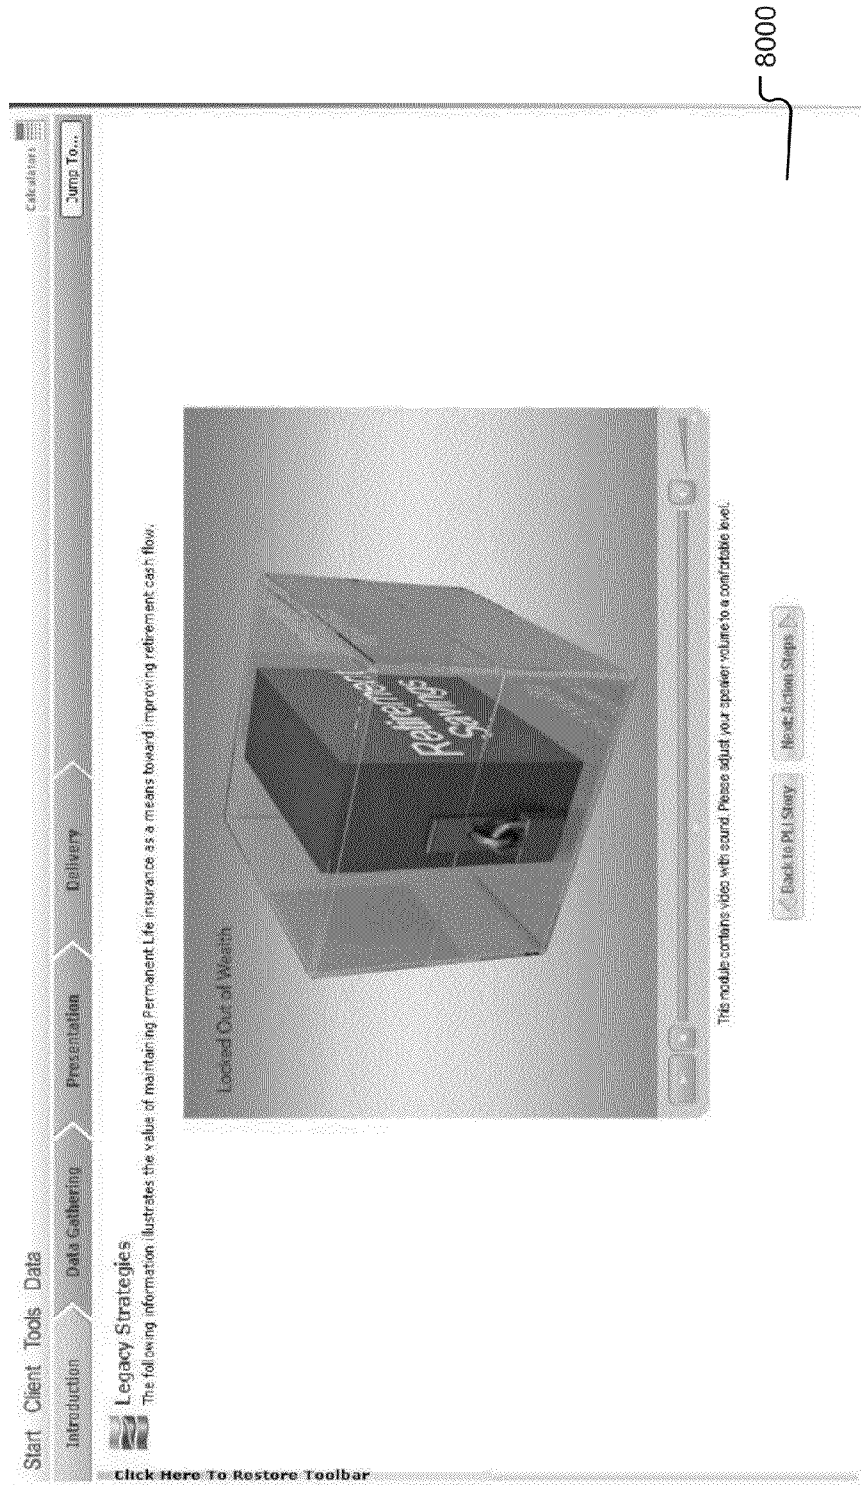 Start Client Tools Data
Calculators
Introduction
Data Gathering
Presentation
Delivery
Jump To...
Legacy Strategies
The following information illustrates the value of maintaining Permanent Life insurance as a means toward improving retirement cash flow.
Click Here To Restore Toolbar
Locked Out of Wealth
Retirement
Savings
This module contains video with sound. Please adjust your speaker volume to a comfortable level.
Back to PLI Story
Next: Action Steps
8000